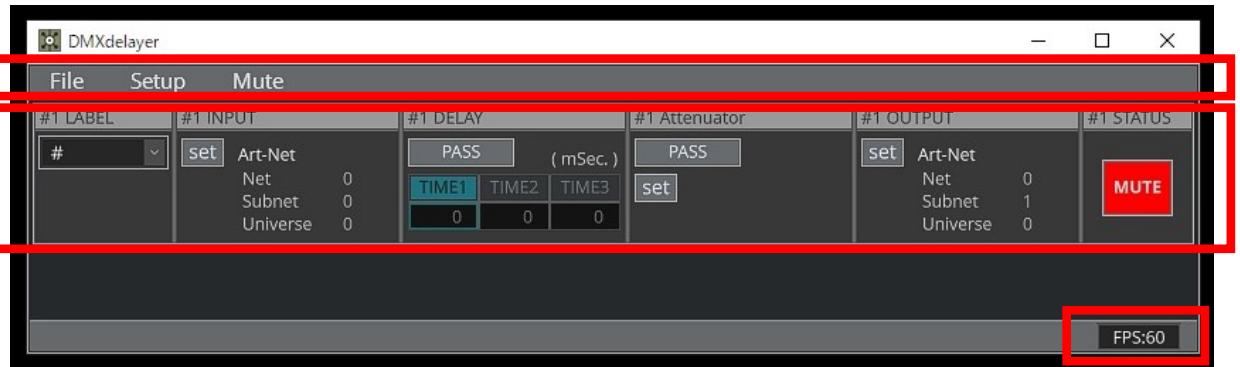 DMXdelayer
File Setup Mute
#1 LABEL #1 INPUT #1 DELAY #1 Attenuator #1 OUTPUT #1 STATUS
# set Art-Net PASS ( mSec. ) PASS set Art-Net
Net 0 TIME1 TIME2 TIME3 set Net 0 MUTE
Subnet 0 Subnet 1
Universe 0 0 0 0 Universe 0
FPS:60